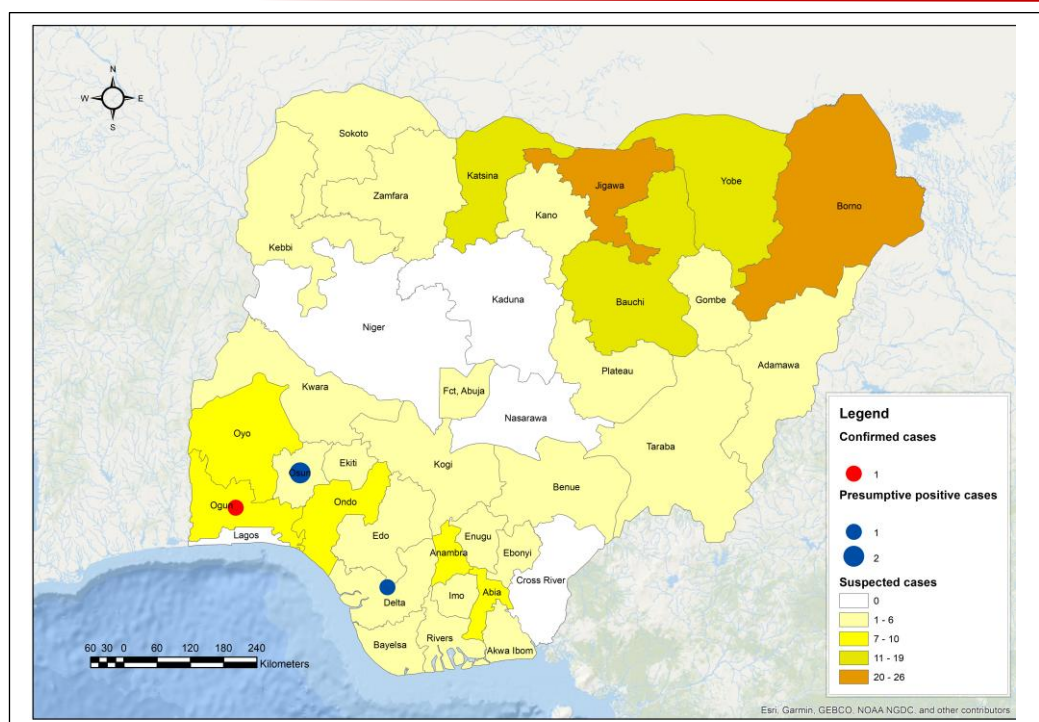 N
W E
S
Sokoto
Katsina
Jigawa
Yobe
Borno
Zamfara
Kano
Kebbi
Kaduna
Bauchi
Gombe
Niger
Adamawa
Plateau
Kwara
Fct, Abuja
Nasarawa
Oyo
Taraba
Ekiti
Kogi
Osun
Benue
Ondo
Ogun
Lagos
Edo
Enugu
Anambra
Ebonyi
Cross River
Delta
Imo
Abia
Bayelsa
Rivers
Akwa Ibom
60 30 0 60 120 180 240
Kilometers
Legend
Confirmed cases
1
Presumptive positive cases
1
2
Suspected cases
0
1 - 6
7 - 10
11 - 19
20 - 26
Esri, Garmin, GEBCO, NOAA NGDC, and other contributors